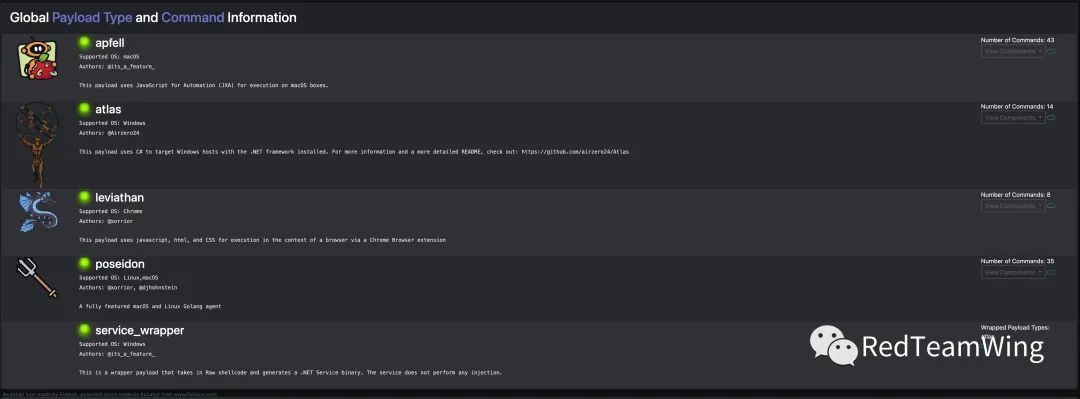 Global Payload Type and Command Information
apfell
Supported OS: macOS
Authors: @its_a_feature_
This payload uses JavaScript for Automation (JXA) for execution on macOS boxes.
Number of Commands: 43
View Components
atlas
Supported OS: Windows
Authors: @Airzero24
This payload uses C# to target Windows hosts with the .NET framework installed. For more information and a more detailed README, check out: https://github.com/airzero24/Atlas
Number of Commands: 14
View Components
leviathan
Supported OS: Chrome
Authors: @xorrior
This payload uses javascript, html, and CSS for execution in the context of a browser via a Chrome Browser extension
Number of Commands: 8
View Components
poseidon
Supported OS: Linux,macOS
Authors: @xorrior, @djhohnstein
A fully featured macOS and Linux Golang agent
Number of Commands: 35
View Components
service_wrapper
Supported OS: Windows
Authors: @its_a_feature_
This is a wrapper payload that takes in Raw shellcode and generates a .NET Service binary. The service does not perform any injection.
Wrapped Payload Types:
atlas
RedTeamWing
leviathan icon made by Freepik, poseidon icon made by from www.flaticon.com